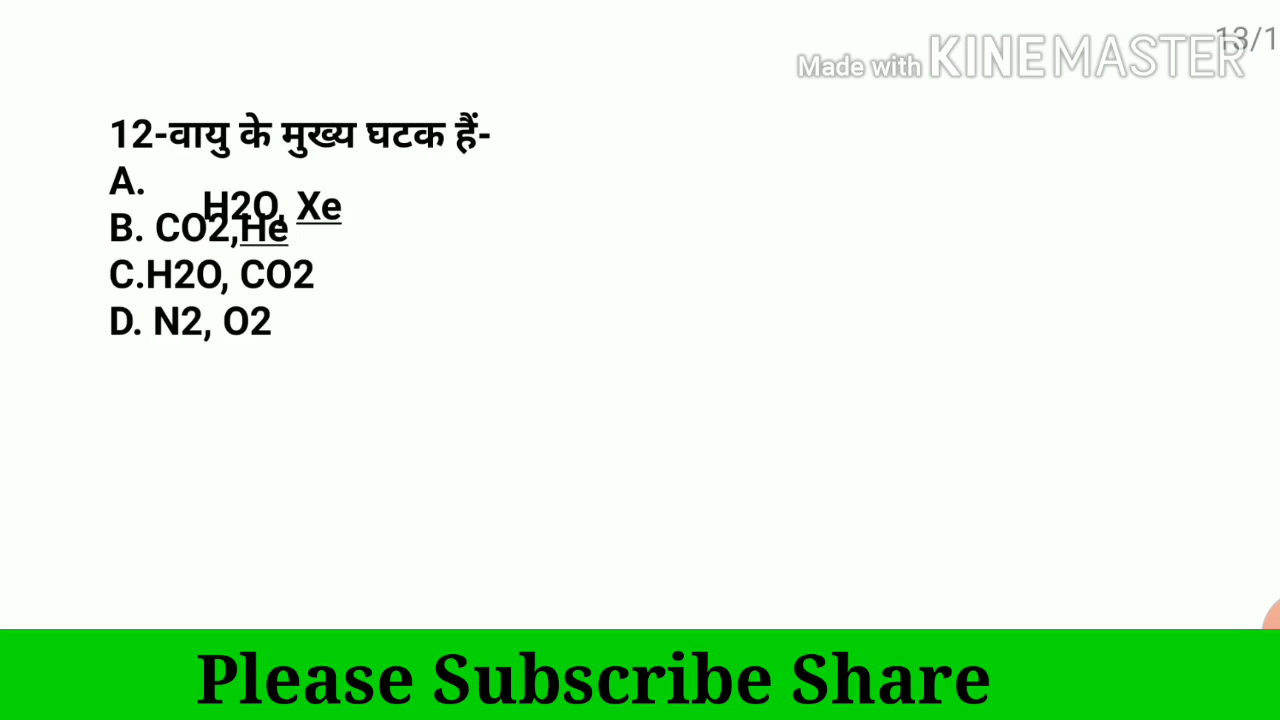 13/1
Made with KINEMASTER
12-वायु के मुख्य घटक हैं-
A.
H2O, Xe
B. CO2,He
C.H2O, CO2
D. N2, O2
Please Subscribe Share